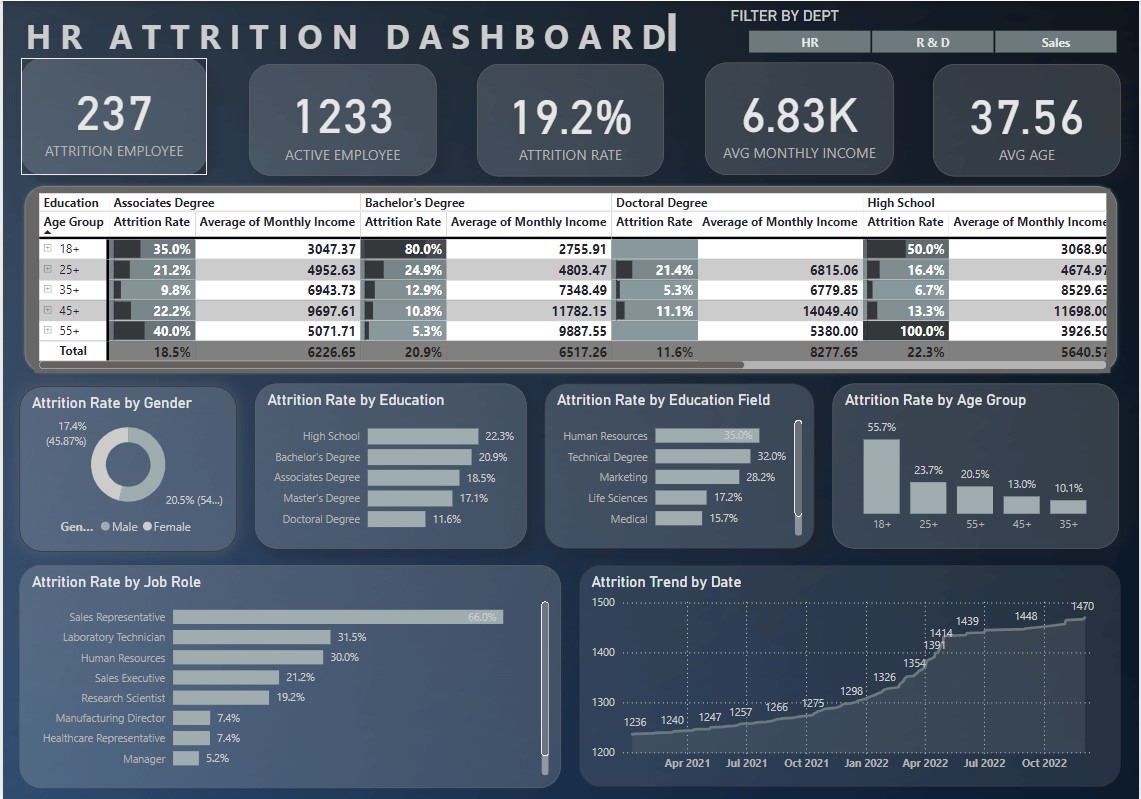 HR ATTRITION DASHBOARD
FILTER BY DEPT
HR R & D Sales
237
ATTRITION EMPLOYEE
1233
ACTIVE EMPLOYEE
19.2%
ATTRITION RATE
6.83K
AVG MONTHLY INCOME
37.56
AVG AGE
Education Associates Degree Bachelor's Degree Doctoral Degree High School
Age Group Attrition Rate Average of Monthly Income Attrition Rate Average of Monthly Income Attrition Rate Average of Monthly Income Attrition Rate Average of Monthly Income
18+ 35.0% 3047.37 80.0% 2755.91 50.0% 3068.90
25+ 21.2% 4952.63 24.9% 4803.47 21.4% 6815.06 16.4% 4674.97
35+ 9.8% 6943.73 12.9% 7348.49 5.3% 6779.85 6.7% 8529.63
45+ 22.2% 9697.61 10.8% 11782.15 11.1% 14049.40 13.3% 11698.00
55+ 40.0% 5071.71 5.3% 9887.55 5380.00 100.0% 3926.50
Total 18.5% 6226.65 20.9% 6517.26 11.6% 8277.65 22.3% 5640.57
Attrition Rate by Gender
17.4%
(45.87%)
20.5% (54...)
Gen... Male Female
Attrition Rate by Education
High School 22.3%
Bachelor's Degree 20.9%
Associates Degree 18.5%
Master's Degree 17.1%
Doctoral Degree 11.6%
Attrition Rate by Education Field
Human Resources 35.0%
Technical Degree 32.0%
Marketing 28.2%
Life Sciences 17.2%
Medical 15.7%
Attrition Rate by Age Group
55.7%
23.7%
20.5%
13.0%
10.1%
18+ 25+ 55+ 45+ 35+
Attrition Rate by Job Role
Sales Representative 66.0%
Laboratory Technician 31.5%
Human Resources 30.0%
Sales Executive 21.2%
Research Scientist 19.2%
Manufacturing Director 7.4%
Healthcare Representative 7.4%
Manager 5.2%
Attrition Trend by Date
1500
1400
1300
1200
1236 1240 1247 1257 1266 1275 1298 1326 1354 1391 1414 1439 1448 1470
Apr 2021 Jul 2021 Oct 2021 Jan 2022 Apr 2022 Jul 2022 Oct 2022